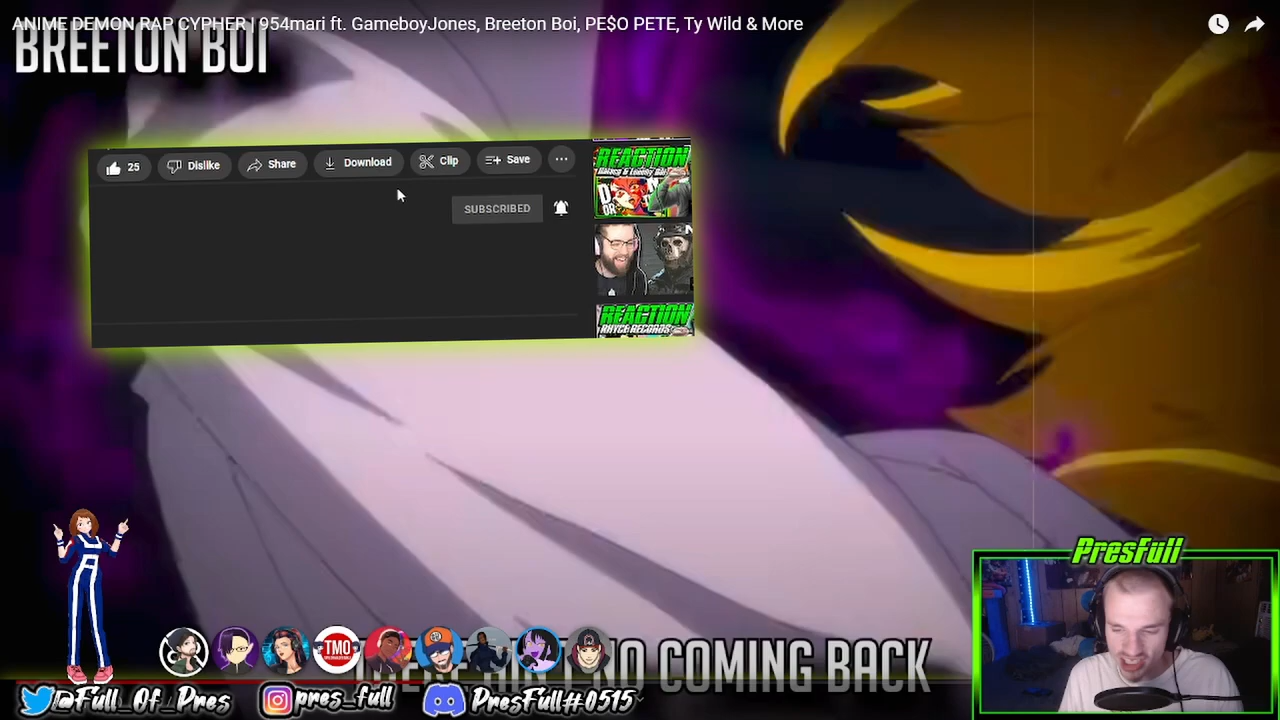 ANIME DEMON RAP CYPHER | 954mari ft. GameboyJones, Breeton Boi, PE$O PETE, Ty Wild & More
BREETON BOI
25 Dislike Share Download Clip Save
SUBSCRIBED
REACTION
REACTION
RHYCE RECORDS
PresFull
TMO
NO COMING BACK
@Full_Of_Pres pres_full PresFull#0515